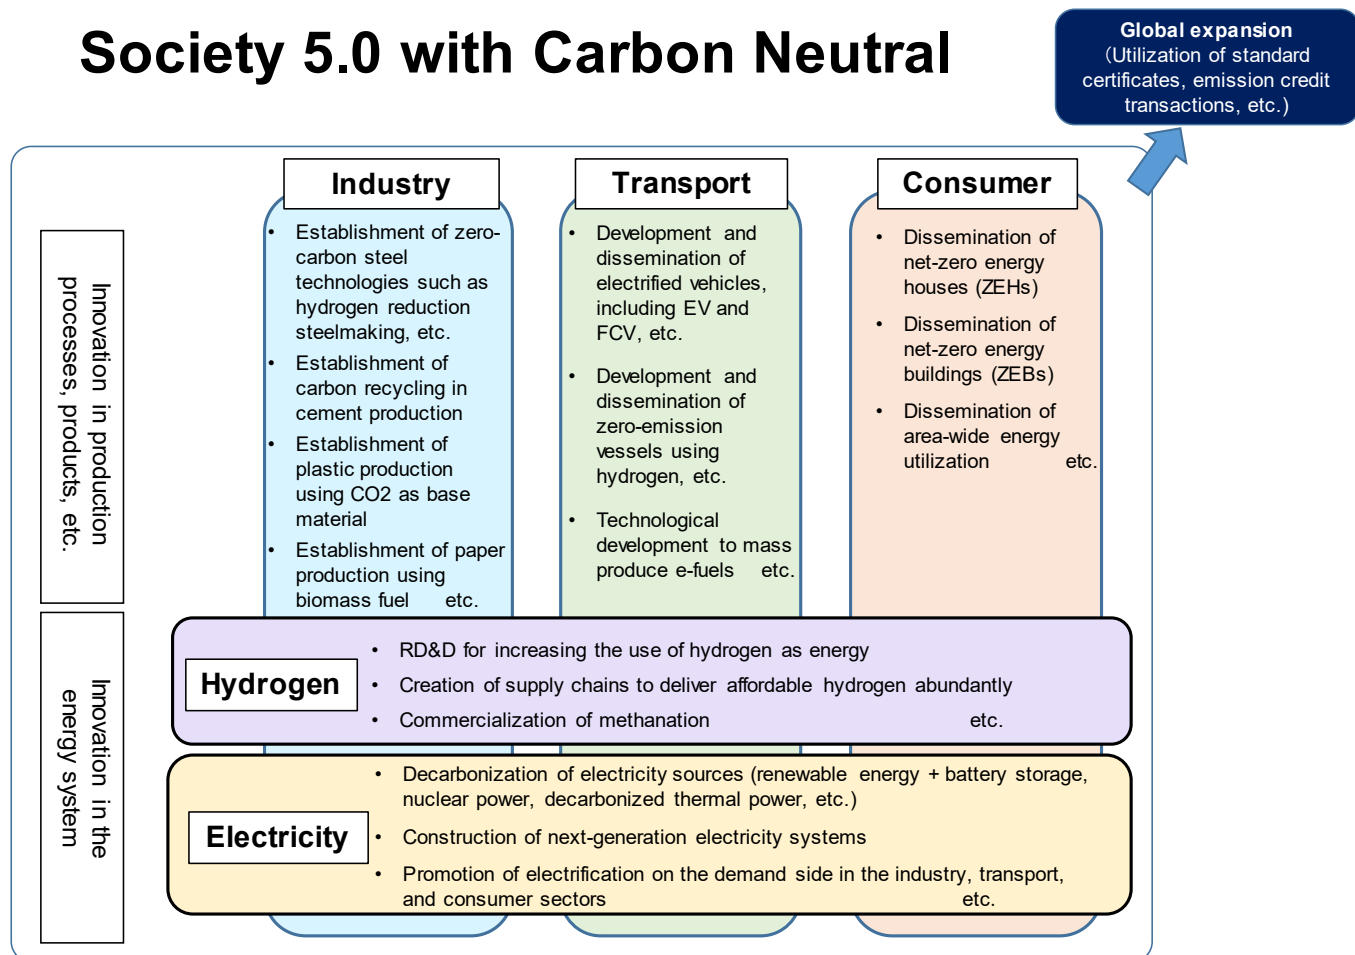 Society 5.0 with Carbon Neutral
Global expansion
（Utilization of standard
certificates, emission credit
transactions, etc.）
Industry
• Establishment of zero-
carbon steel
technologies such as
hydrogen reduction
steelmaking, etc.
• Establishment of
carbon recycling in
cement production
• Establishment of
plastic production
using CO2 as base
material
• Establishment of paper
production using
biomass fuel etc.
Transport
• Development and
dissemination of
electrified vehicles,
including EV and
FCV, etc.
• Development and
dissemination of
zero-emission
vessels using
hydrogen, etc.
• Technological
development to mass
produce e-fuels etc.
Consumer
• Dissemination of
net-zero energy
houses (ZEHs)
• Dissemination of
net-zero energy
buildings (ZEBs)
• Dissemination of
area-wide energy
utilization etc.
Innovation in production
processes, products, etc.
Innovation in the
energy system
Hydrogen
• RD&D for increasing the use of hydrogen as energy
• Creation of supply chains to deliver affordable hydrogen abundantly
• Commercialization of methanation etc.
Electricity
• Decarbonization of electricity sources (renewable energy + battery storage,
nuclear power, decarbonized thermal power, etc.)
• Construction of next-generation electricity systems
• Promotion of electrification on the demand side in the industry, transport,
and consumer sectors etc.